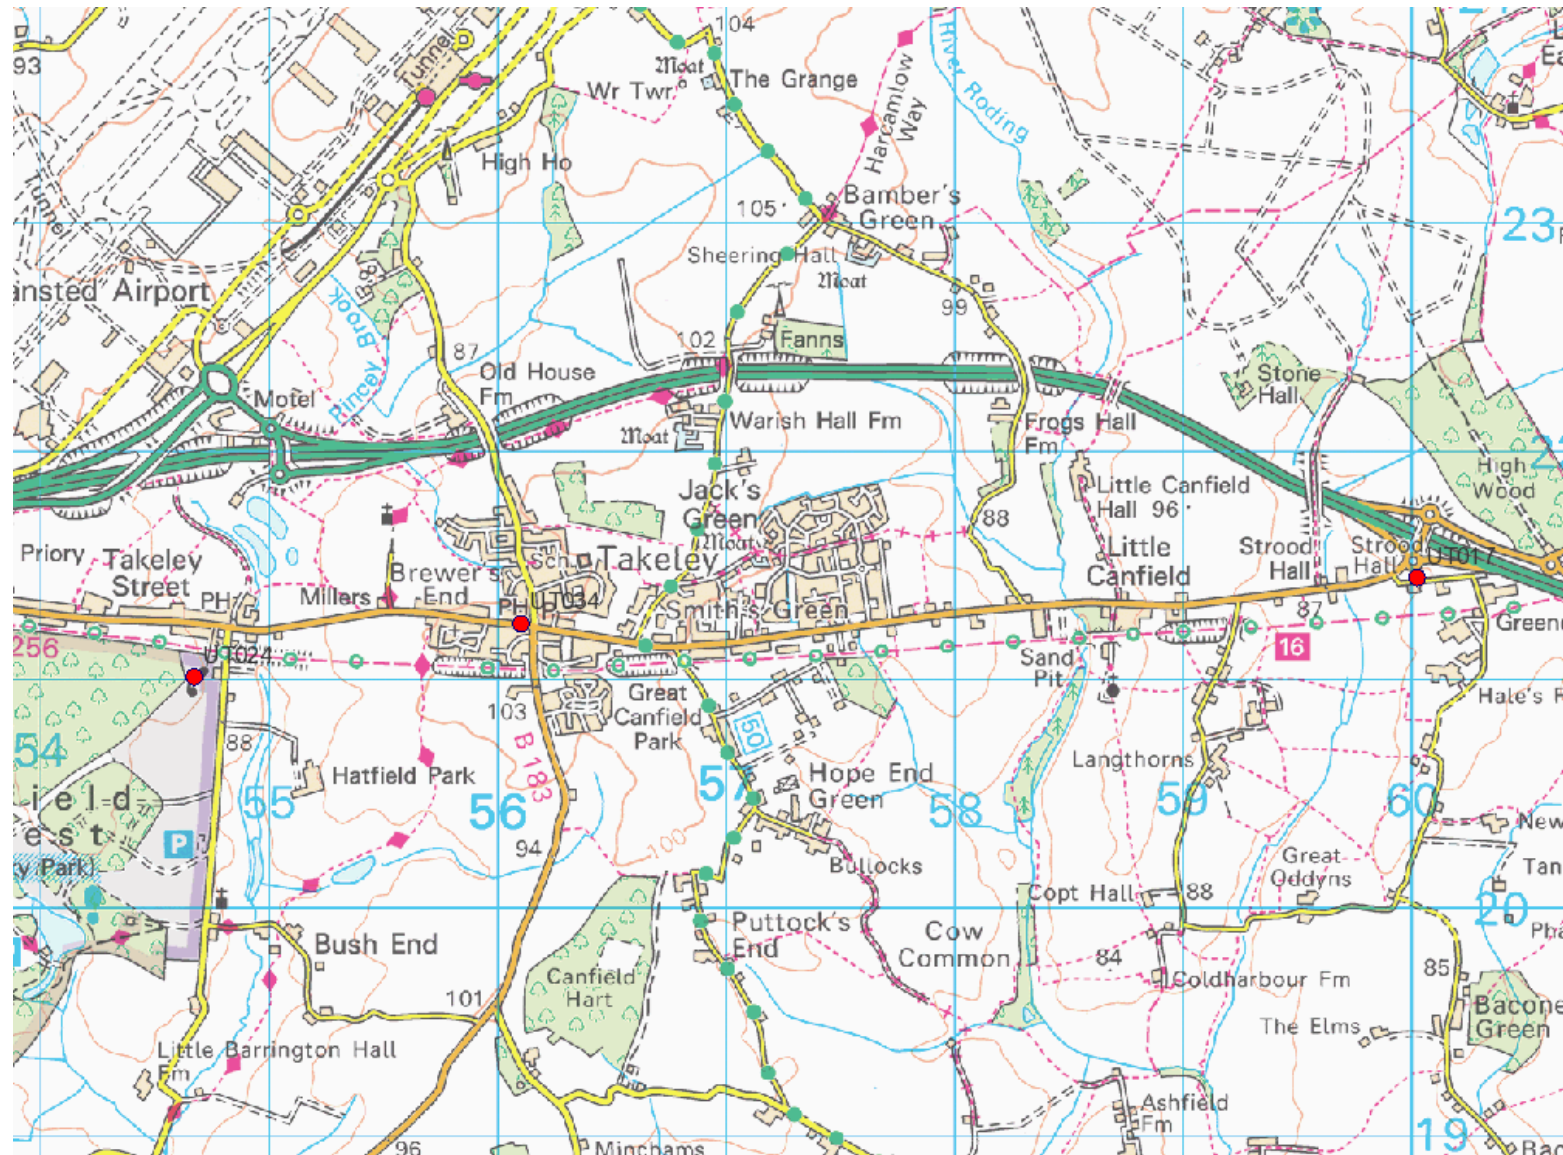 104
93
Tunnel
Moat
The Grange
Wr Twr
Harcamlow
Way
River Roding
High Ho
Tunnel
Bamber's
Green
105
23
Sheering Hall
Moat
ansted Airport
99
Pincey Brook
102
Fanns
87
Old House
Fm
Stone
Hall
Motel
Warish Hall Fm
Frogs Hall
Fm
Moat
High
Wood
Jack's
Green
Little Canfield
Hall 96
88
Moat
Priory
Takeley
Street
Sch
Takeley
Little
Canfield
Strood
Hall
Strood
Hall
UT017
Brewer's
End
Millers
PH
PH
UT034
Smith's Green
87
256
UT024
16
Sand
Pit
Great
Canfield
Park
103
Hale's
54
88
B 183
150
Langthorns
Hatfield Park
55
56
57
Hope End
Green
58
59
60
ield
est
P
y Park)
94
100
Bullocks
Great
Oddyns
New
Tan
Copt Hall
88
20
Puttock's
End
Cow
Common
Bush End
84
85
Canfield
Hart
Coldharbour Fm
101
The Elms
Bacone
Green
Little Barrington Hall
Fm
Ashfield
Fm
19
96
Minchams